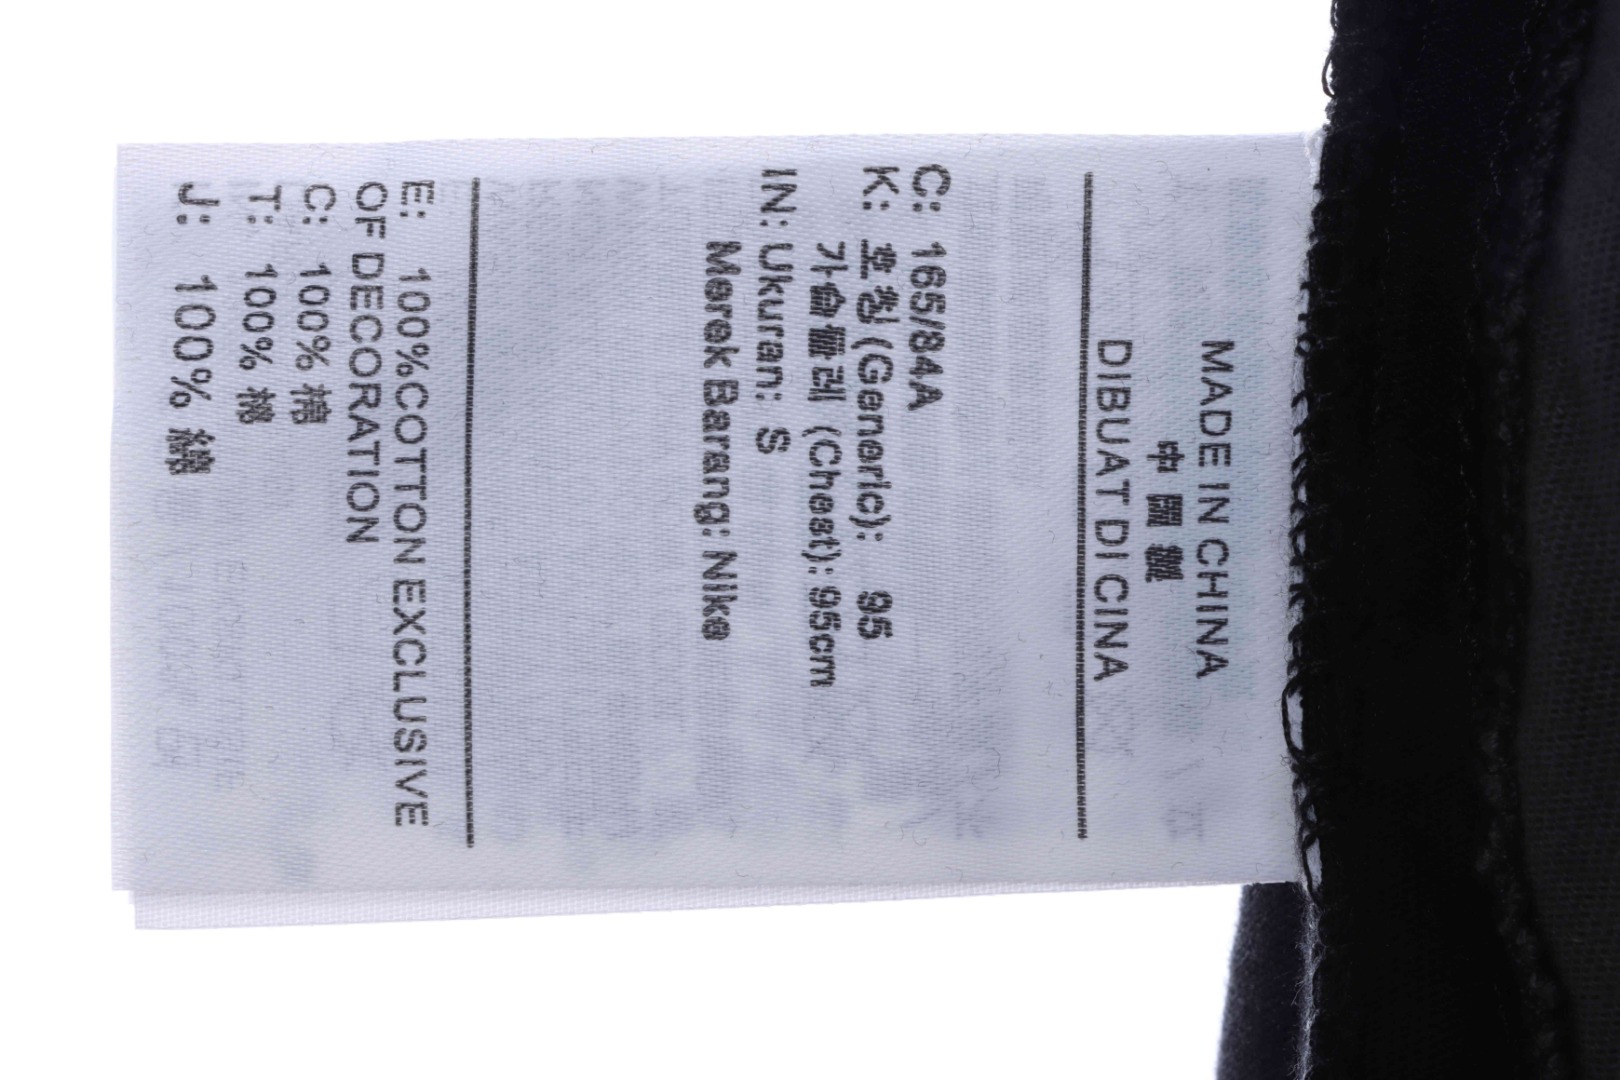 MADE IN CHINA
中國製
DIBUAT DI CINA
C: 165/84A
K: 호칭(Generic): 95
가슴둘레 (Chest): 95cm
IN: Ukuran: S
Merek Barang: Nike
E: 100%COTTON EXCLUSIVE
OF DECORATION
C: 100% 棉
T: 100% 棉
J: 100% 綿